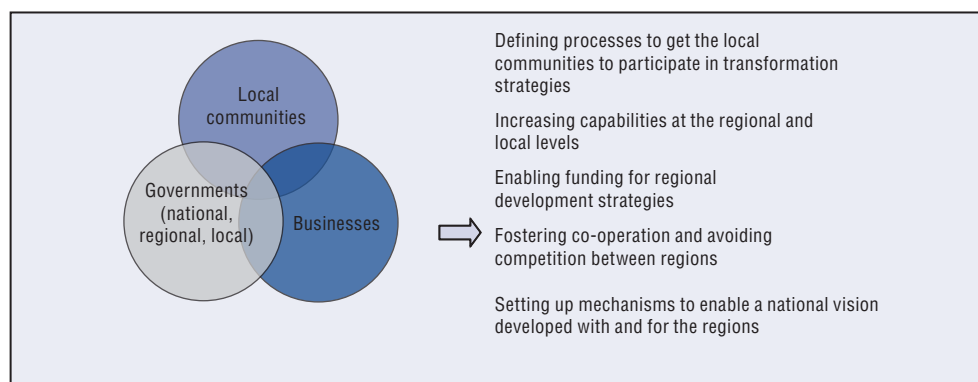 Local
communities
Governments
(national,
regional, local)
Businesses
Defining processes to get the local
communities to participate in transformation
strategies
Increasing capabilities at the regional and
local levels
Enabling funding for regional
development strategies
Fostering co-operation and avoiding
competition between regions
Setting up mechanisms to enable a national vision
developed with and for the regions